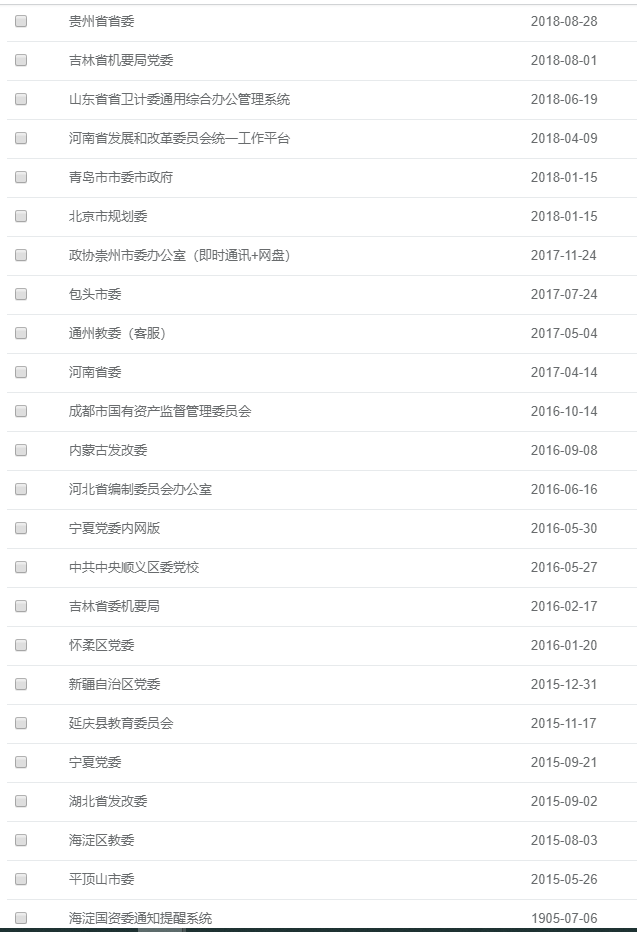 贵州省省委 2018-08-28
吉林省机要局党委 2018-08-01
山东省省卫计委通用综合办公管理系统 2018-06-19
河南省发展和改革委员会统一工作平台 2018-04-09
青岛市市委市政府 2018-01-15
北京市规划委 2018-01-15
政协崇州市委办公室（即时通讯+网盘） 2017-11-24
包头市委 2017-07-24
通州教委（客服） 2017-05-04
河南省委 2017-04-14
成都市国有资产监督管理委员会 2016-10-14
内蒙古发改委 2016-09-08
河北省编制委员会办公室 2016-06-16
宁夏党委内网版 2016-05-30
中共中央顺义区委党校 2016-05-27
吉林省委机要局 2016-02-17
怀柔区党委 2016-01-20
新疆自治区党委 2015-12-31
延庆县教育委员会 2015-11-17
宁夏党委 2015-09-21
湖北省发改委 2015-09-02
海淀区教委 2015-08-03
平顶山市委 2015-05-26
海淀国资委通知提醒系统 1905-07-06